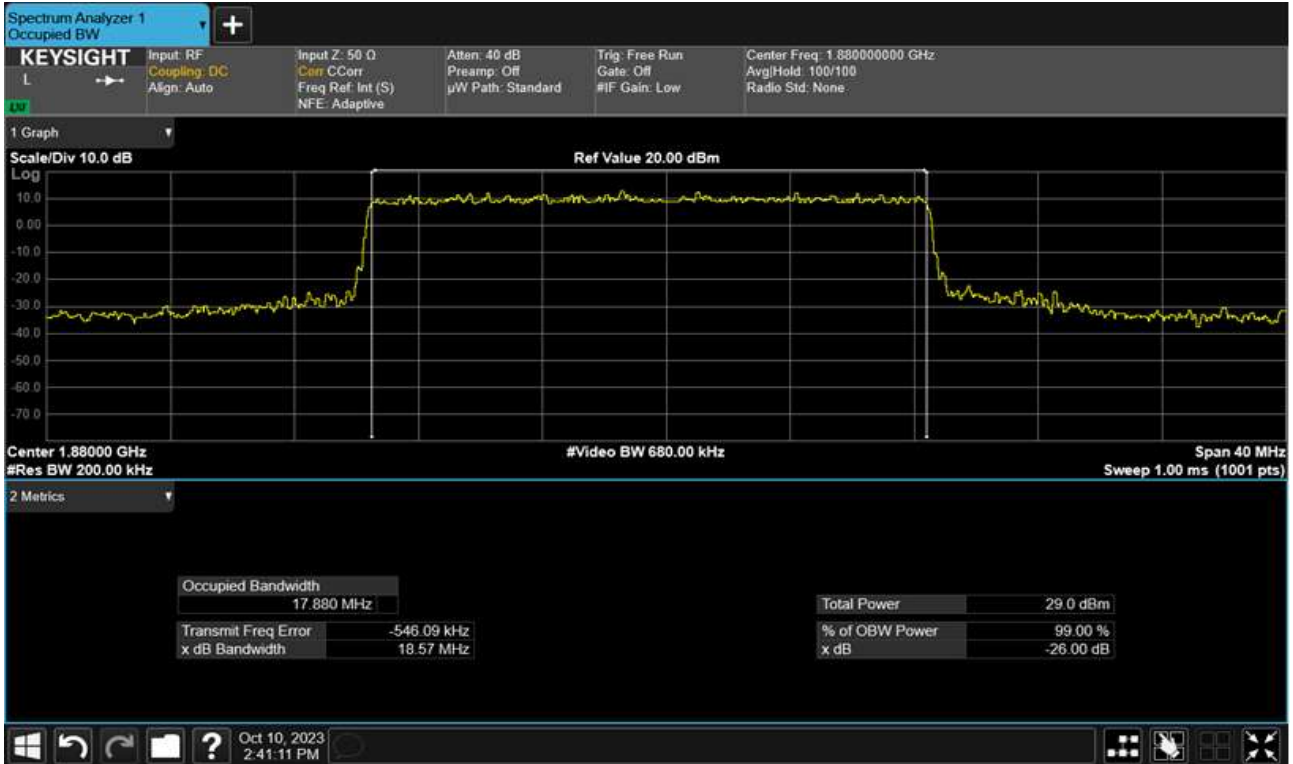 Spectrum Analyzer 1
Occupied BW
KEYSIGHT
L
Input: RF
Coupling: DC
Align: Auto
Input Z: 50 Ω
Corr CCorr
Freq Ref: Int (S)
NFE: Adaptive
Atten: 40 dB
Preamp: Off
µW Path: Standard
Trig: Free Run
Gate: Off
#IF Gain: Low
Center Freq: 1.880000000 GHz
Avg|Hold: 100/100
Radio Std: None
1 Graph
Scale/Div 10.0 dB
Ref Value 20.00 dBm
Log
10.0
0.00
-10.0
-20.0
-30.0
-40.0
-50.0
-60.0
-70.0
Center 1.88000 GHz
#Video BW 680.00 kHz
Span 40 MHz
#Res BW 200.00 kHz
Sweep 1.00 ms (1001 pts)
2 Metrics
Occupied Bandwidth
17.880 MHz
Total Power 29.0 dBm
Transmit Freq Error -546.09 kHz
% of OBW Power 99.00 %
x dB Bandwidth 18.57 MHz
x dB -26.00 dB
?
Oct 10, 2023
2:41:11 PM